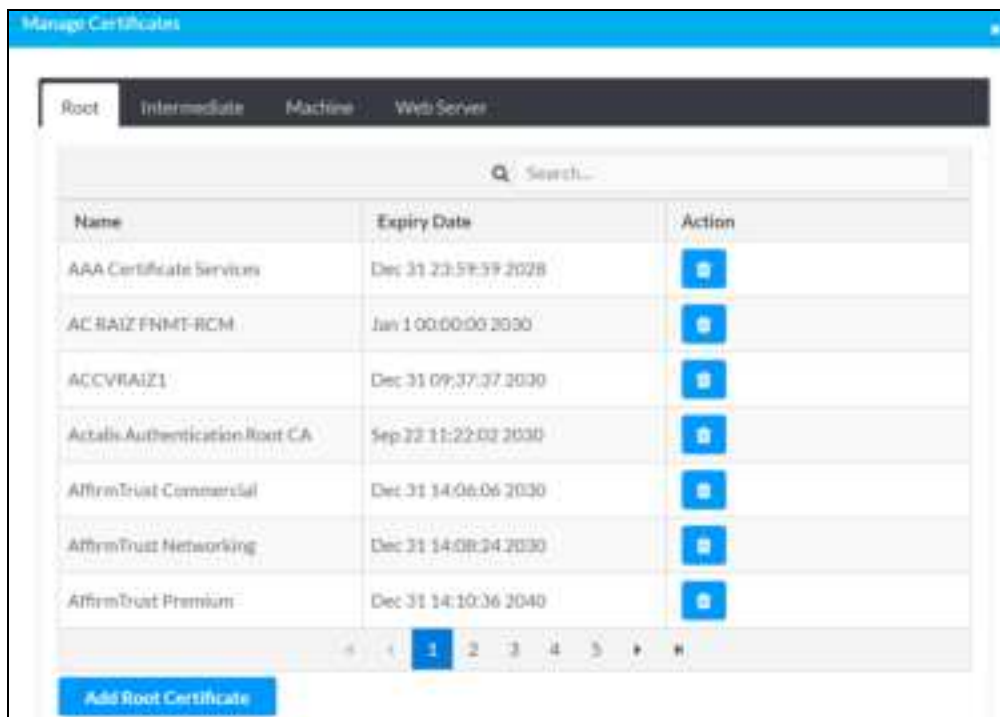 Manage Certificates
Root Intermediate Machine Web Server
Search...
Name Expiry Date Action
AAA Certificate Services Dec 31 23:59:59 2028
AC RAIZ FNMT-RCM Jan 1 00:00:00 2030
ACCVRAIZ1 Dec 31 09:37:37 2030
Actalis Authentication Root CA Sep 22 11:22:02 2030
AffirmTrust Commercial Dec 31 14:06:06 2030
AffirmTrust Networking Dec 31 14:08:24 2030
AffirmTrust Premium Dec 31 14:10:36 2040
1 2 3 4 5
Add Root Certificate